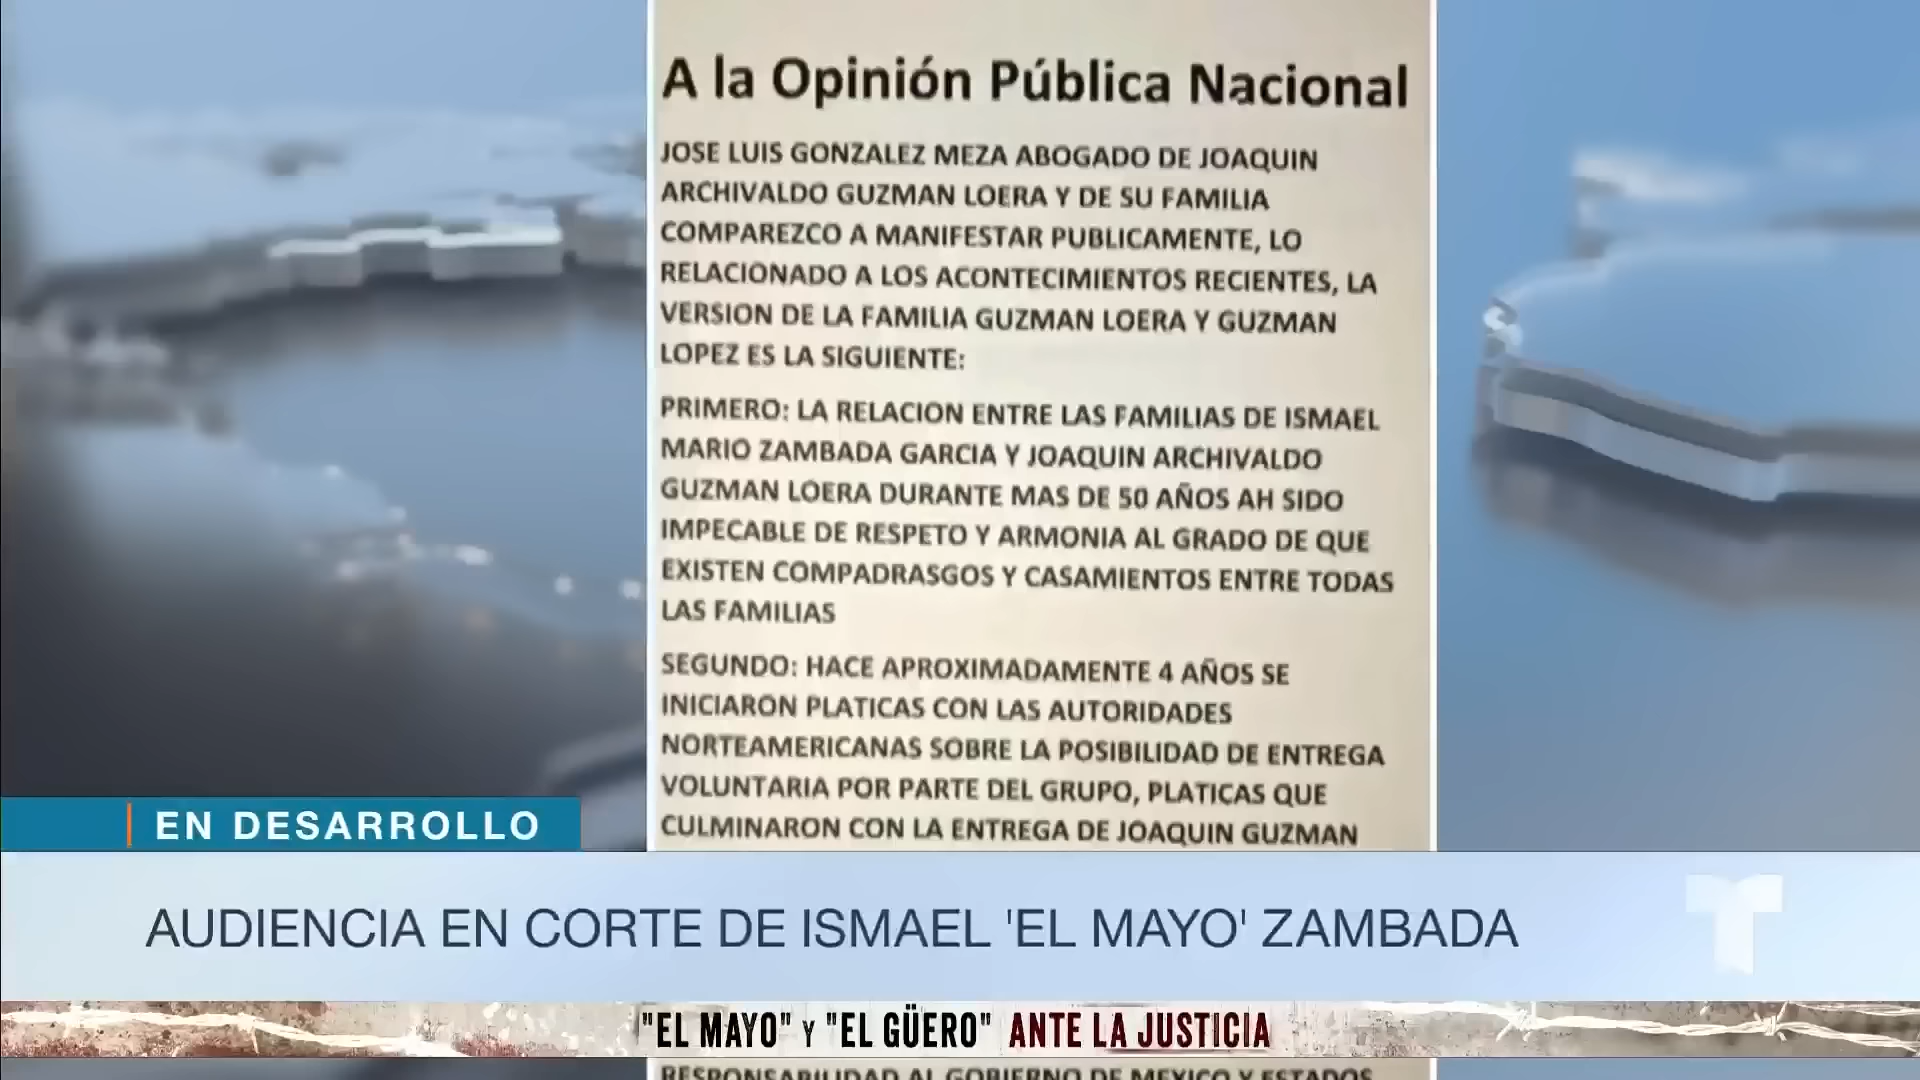 A la Opinión Pública Nacional
JOSE LUIS GONZALEZ MEZA ABOGADO DE JOAQUIN
ARCHIVALDO GUZMAN LOERA Y DE SU FAMILIA
COMPAREZCO A MANIFESTAR PUBLICAMENTE, LO
RELACIONADO A LOS ACONTECIMIENTOS RECIENTES, LA
VERSION DE LA FAMILIA GUZMAN LOERA Y GUZMAN
LOPEZ ES LA SIGUIENTE:
PRIMERO: LA RELACION ENTRE LAS FAMILIAS DE ISMAEL
MARIO ZAMBADA GARCIA Y JOAQUIN ARCHIVALDO
GUZMAN LOERA DURANTE MAS DE 50 AÑOS AH SIDO
IMPECABLE DE RESPETO Y ARMONIA AL GRADO DE QUE
EXISTEN COMPADRASGOS Y CASAMIENTOS ENTRE TODAS
LAS FAMILIAS
SEGUNDO: HACE APROXIMADAMENTE 4 AÑOS SE
INICIARON PLATICAS CON LAS AUTORIDADES
NORTEAMERICANAS SOBRE LA POSIBILIDAD DE ENTREGA
VOLUNTARIA POR PARTE DEL GRUPO, PLATICAS QUE
CULMINARON CON LA ENTREGA DE JOAQUIN GUZMAN
EN DESARROLLO
AUDIENCIA EN CORTE DE ISMAEL 'EL MAYO' ZAMBADA
"EL MAYO" Y "EL GÜERO" ANTE LA JUSTICIA
RESPONSABILIDAD AL GOBIERNO DE MEXICO Y ESTADOS